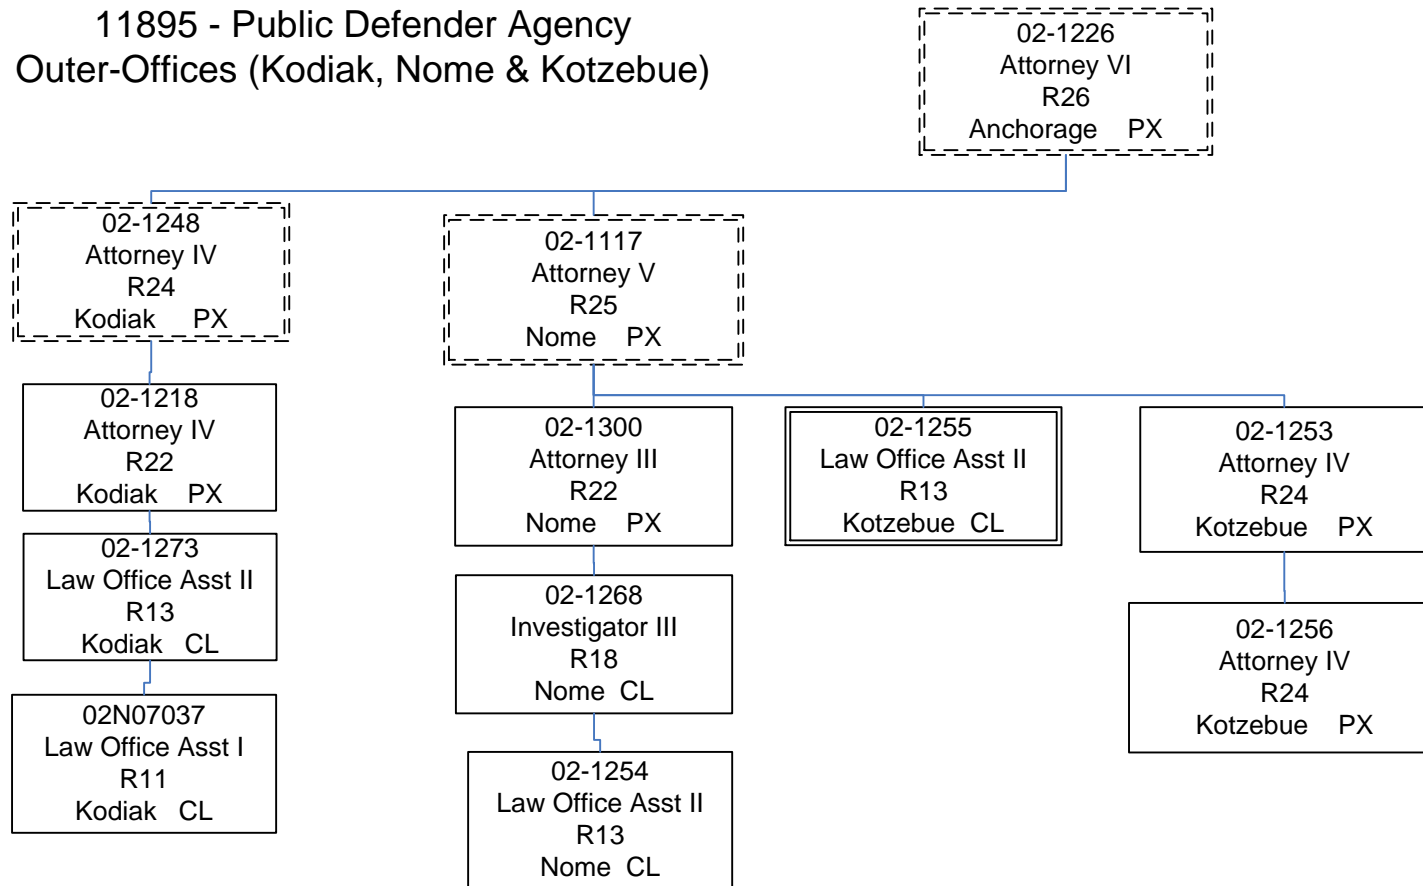 11895 - Public Defender Agency
Outer-Offices (Kodiak, Nome & Kotzebue)
02-1226
Attorney VI
R26
Anchorage PX
02-1248
Attorney IV
R24
Kodiak PX
02-1117
Attorney V
R25
Nome PX
02-1218
Attorney IV
R22
Kodiak PX
02-1300
Attorney III
R22
Nome PX
02-1255
Law Office Asst II
R13
Kotzebue CL
02-1253
Attorney IV
R24
Kotzebue PX
02-1273
Law Office Asst II
R13
Kodiak CL
02-1268
Investigator III
R18
Nome CL
02-1256
Attorney IV
R24
Kotzebue PX
02N07037
Law Office Asst I
R11
Kodiak CL
02-1254
Law Office Asst II
R13
Nome CL